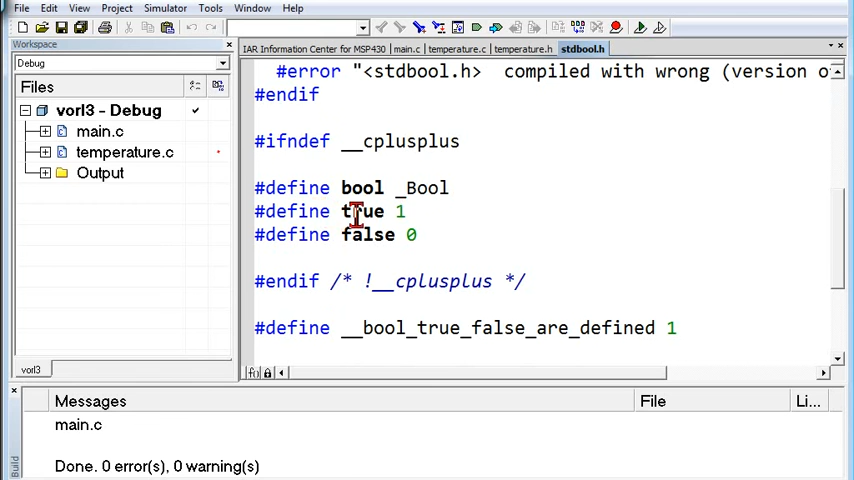 File Edit View Project Simulator Tools Window Help
Workspace
Debug
Files
vorl3 - Debug
main.c
temperature.c
Output
vorl3
IAR Information Center for MSP430 main.c temperature.c temperature.h stdbool.h
#error "<stdbool.h> compiled with wrong (version o
#endif
#ifndef __cplusplus
#define bool _Bool
#define true 1
#define false 0
#endif /* !__cplusplus */
#define __bool_true_false_are_defined 1
f()
Messages File Li...
main.c
Done. 0 error(s), 0 warning(s)
Build